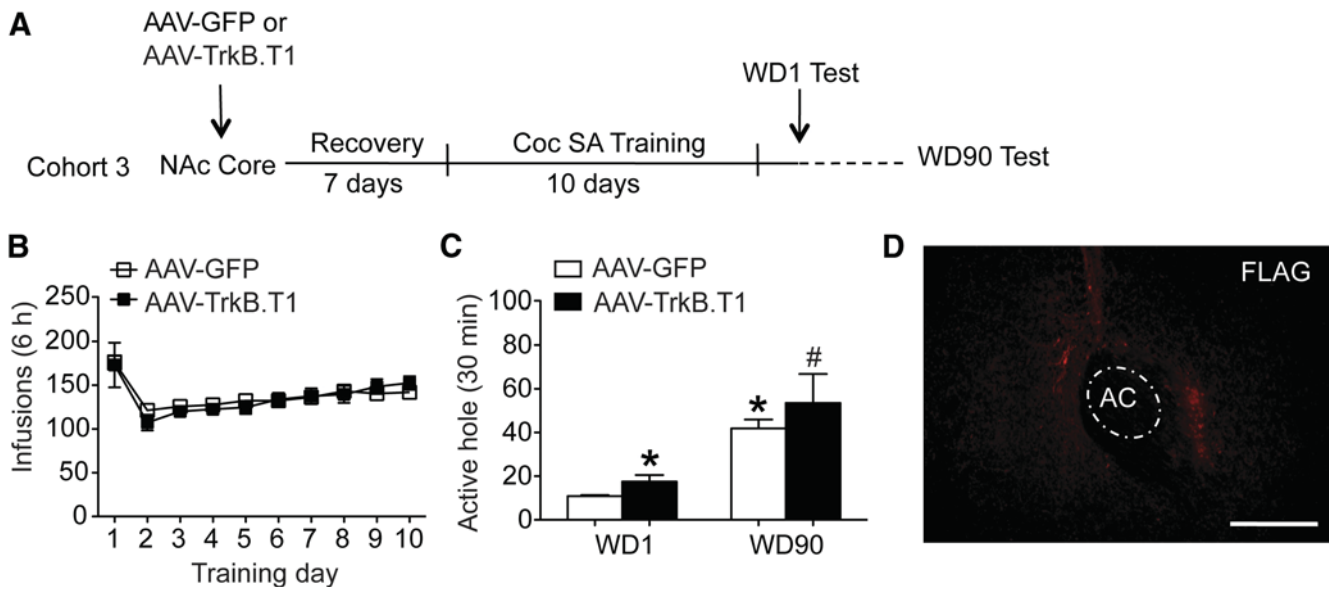 A
AAV-GFP or
AAV-TrkB.T1
WD1 Test
Recovery
Coc SA Training
Cohort 3
NAc Core
WD90 Test
7 days
10 days
B
AAV-GFP
AAV-TrkB.T1
Infusions (6 h)
250
200
150
100
50
0
1 2 3 4 5 6 7 8 9 10
Training day
C
AAV-GFP
AAV-TrkB.T1
Active hole (30 min)
100
80
60
40
20
0
*
*
#
WD1
WD90
D
FLAG
AC